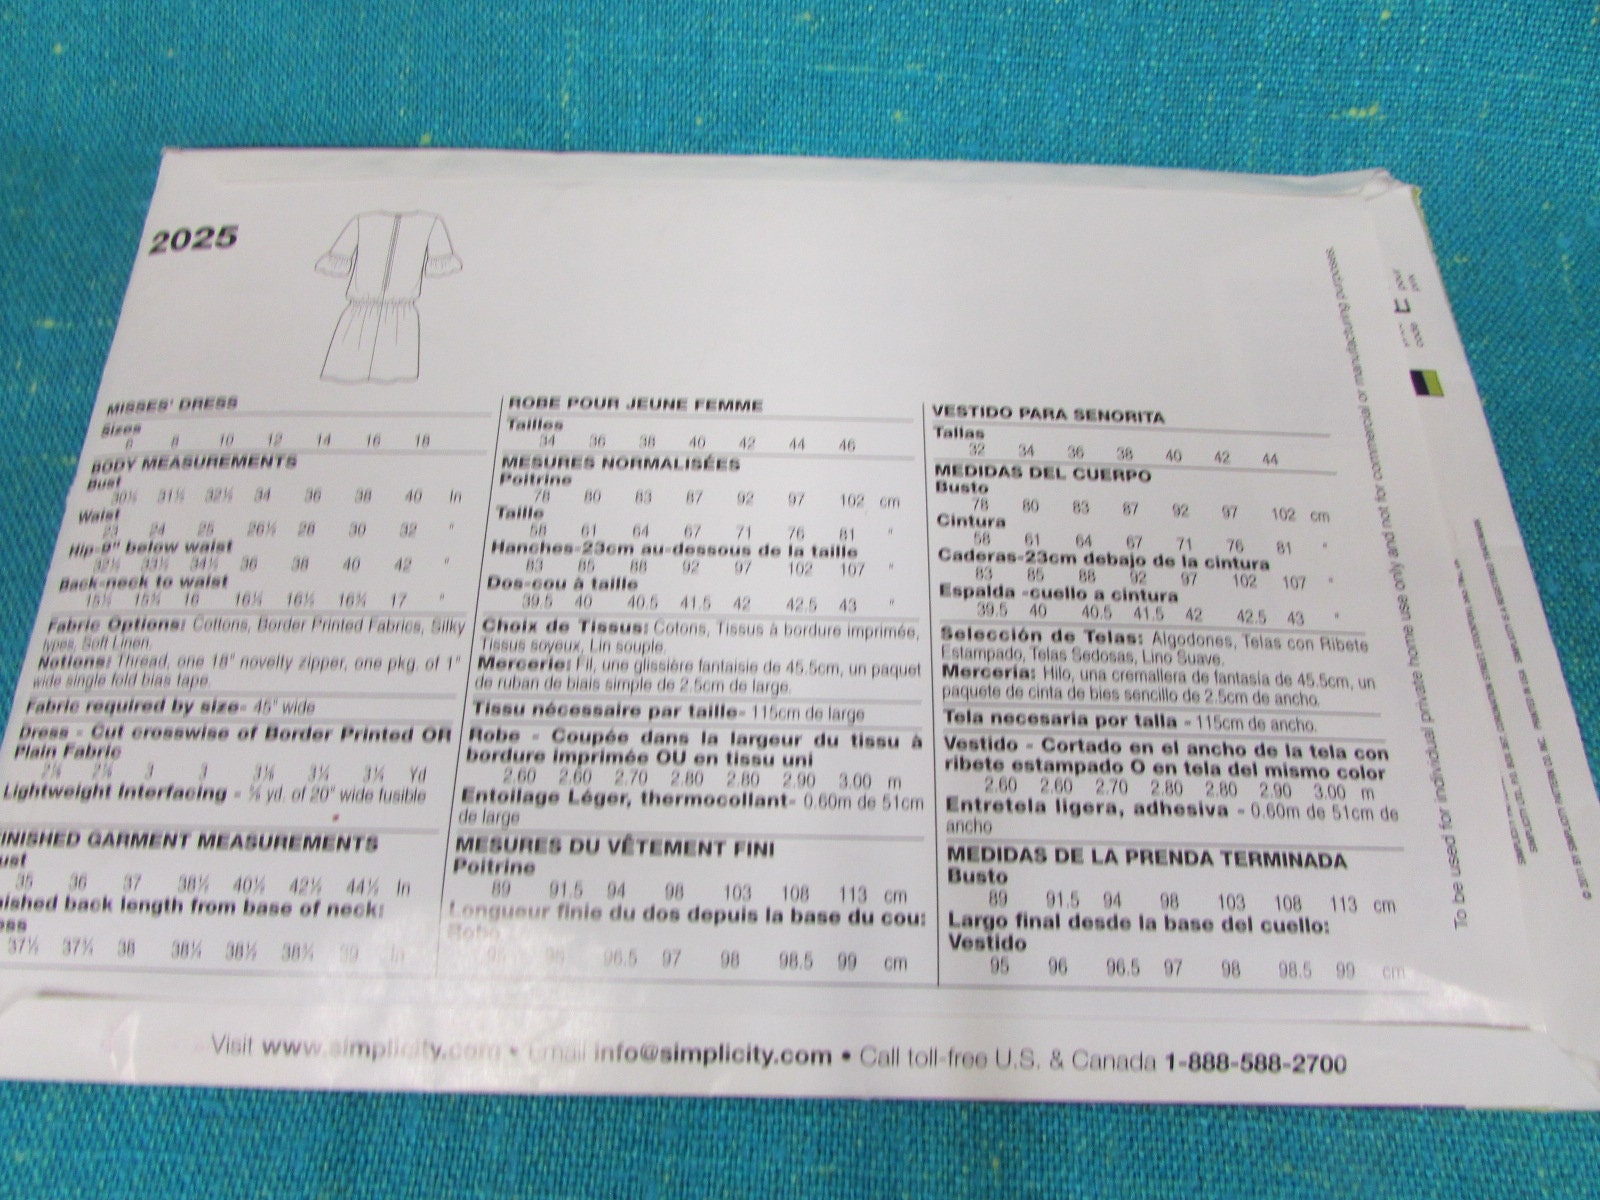 2025
MISSES' DRESS
Sizes
6 8 10 12 14 16 18
BODY MEASUREMENTS
Bust
30½ 31½ 32½ 34 36 38 40 In
Waist
23 24 25 26½ 28 30 32 "
Hip-9" below waist
32½ 33½ 34½ 36 38 40 42 "
Back-neck to waist
15½ 15¾ 16 16¼ 16½ 16¾ 17 "
Fabric Options: Cottons, Border Printed Fabrics, Silky
types, Soft Linen.
Notions: Thread, one 18" novelty zipper, one pkg. of 1"
wide single fold bias tape.
Fabric required by size- 45" wide
Dress - Cut crosswise of Border Printed OR
Plain Fabric
3 3 Yd
Lightweight Interfacing - yd. of 20" wide fusible
FINISHED GARMENT MEASUREMENTS
Bust
35 36 37 38½ 40½ 42½ 44½ In
Finished back length from base of neck:
Dress
37½ 37¾ 38 38¼ 38½ 38¾ 39 In
ROBE POUR JEUNE FEMME
Tailles
34 36 38 40 42 44 46
MESURES NORMALISÉES
Poitrine
78 80 83 87 92 97 102 cm
Taille
58 61 64 67 71 76 81 "
Hanches-23cm au-dessous de la taille
83 85 88 92 97 102 107 "
Dos-cou à taille
39.5 40 40.5 41.5 42 42.5 43 "
Choix de Tissus: Cotons, Tissus à bordure imprimée,
Tissus soyeux, Lin souple.
Mercerie: Fil, une glissière fantaisie de 45.5cm, un paquet
de ruban de biais simple de 2.5cm de large.
Tissu nécessaire par taille- 115cm de large
Robe - Coupée dans la largeur du tissu à
bordure imprimée OU en tissu uni
2.60 2.60 2.70 2.80 2.80 2.90 3.00 m
Entoilage Léger, thermocollant- 0.60m de 51cm
de large
MESURES DU VÊTEMENT FINI
Poitrine
89 91.5 94 98 103 108 113 cm
Longueur finie du dos depuis la base du cou:
Robe
95 96 96.5 97 98 98.5 99 cm
VESTIDO PARA SENORITA
Tallas
32 34 36 38 40 42 44
MEDIDAS DEL CUERPO
Busto
78 80 83 87 92 97 102 cm
Cintura
58 61 64 67 71 76 81 "
Caderas-23cm debajo de la cintura
83 85 88 92 97 102 107 "
Espalda -cuello a cintura
39.5 40 40.5 41.5 42 42.5 43 "
Selección de Telas: Algodones, Telas con Ribete
Estampado, Telas Sedosas, Lino Suave.
Merceria: Hilo, una cremallera de fantasia de 45.5cm, un
paquete de cinta de bies sencillo de 2.5cm de ancho.
Tela necesaria por talla - 115cm de ancho.
Vestido - Cortado en el ancho de la tela con
ribete estampado O en tela del mismo color
2.60 2.60 2.70 2.80 2.80 2.90 3.00 m
Entretela ligera, adhesiva - 0.60m de 51cm de
ancho
MEDIDAS DE LA PRENDA TERMINADA
Busto
89 91.5 94 98 103 108 113 cm
Largo final desde la base del cuello:
Vestido
95 96 96.5 97 98 98.5 99 cm
To be used for individual private home use only and not for commercial or manufacturing purposes.
code pour prix
Visit www.simplicity.com • Email info@simplicity.com • Call toll-free U.S. & Canada 1-888-588-2700